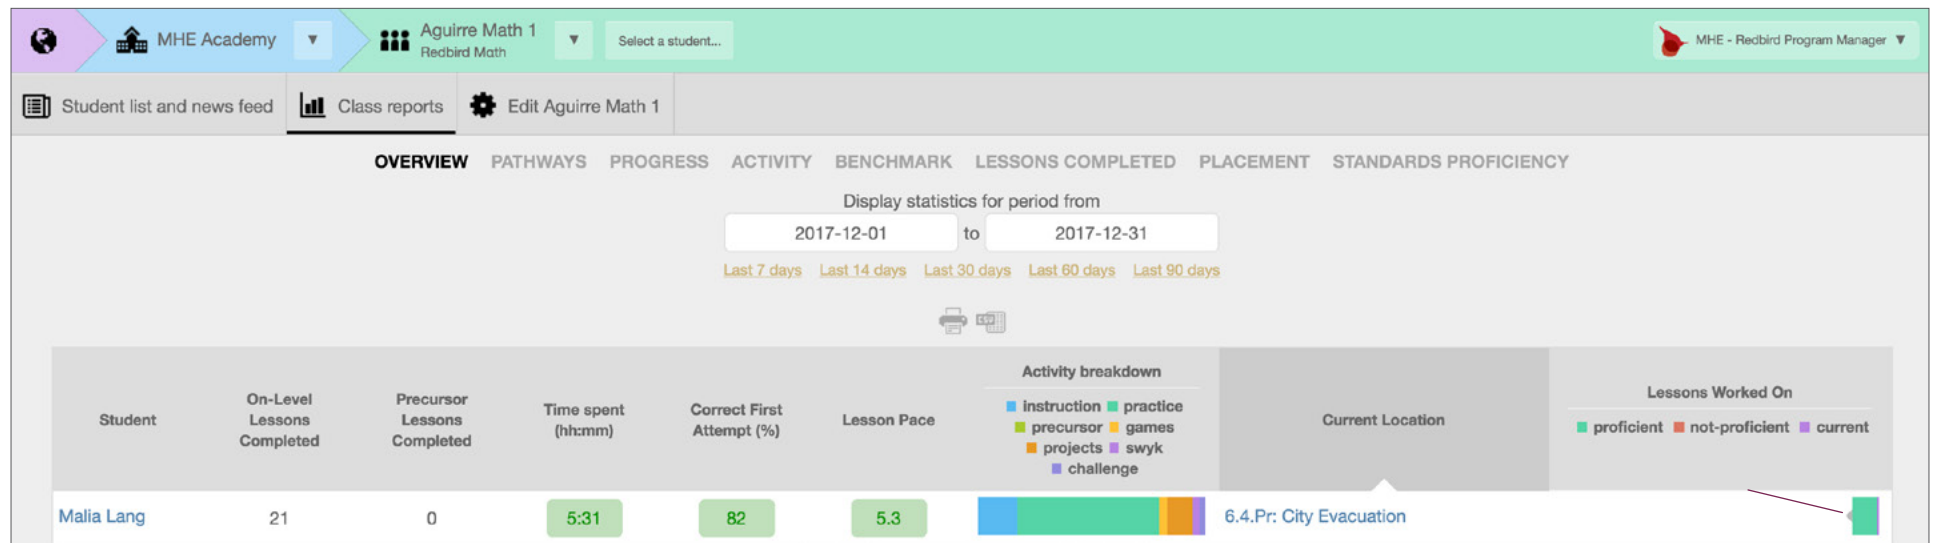 MHE Academy ▼
Aguirre Math 1
Redbird Math
▼
Select a student...
MHE - Redbird Program Manager ▼
Student list and news feed
Class reports
Edit Aguirre Math 1
OVERVIEW PATHWAYS PROGRESS ACTIVITY BENCHMARK LESSONS COMPLETED PLACEMENT STANDARDS PROFICIENCY
Display statistics for period from
2017-12-01 to 2017-12-31
Last 7 days Last 14 days Last 30 days Last 60 days Last 90 days
CSV
Student
On-Level
Lessons
Completed
Precursor
Lessons
Completed
Time spent
(hh:mm)
Correct First
Attempt (%)
Lesson Pace
Activity breakdown
instruction practice
precursor games
projects swyk
challenge
Current Location
Lessons Worked On
proficient not-proficient current
Malia Lang 21 0 5:31 82 5.3 6.4.Pr: City Evacuation